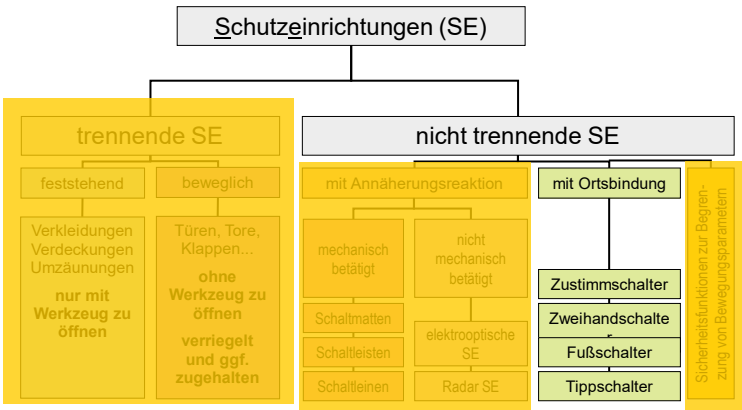 Schutzeinrichtungen (SE)
trennende SE
nicht trennende SE
feststehend
beweglich
mit Annäherungsreaktion
mit Ortsbindung
Verkleidungen
Verdeckungen
Umzäunungen
nur mit
Werkzeug zu
öffnen
Türen, Tore,
Klappen...
ohne
Werkzeug zu
öffnen
verriegelt
und ggf.
zugehalten
mechanisch
betätigt
Schaltmatten
Schaltleisten
Schaltleinen
nicht
mechanisch
betätigt
elektrooptische
SE
Radar SE
Zustimmschalter
Zweihandschalte
Fußschalter
Tippschalter
Sicherheitsfunktionen zur Begren-
zung von Bewegungsparametern